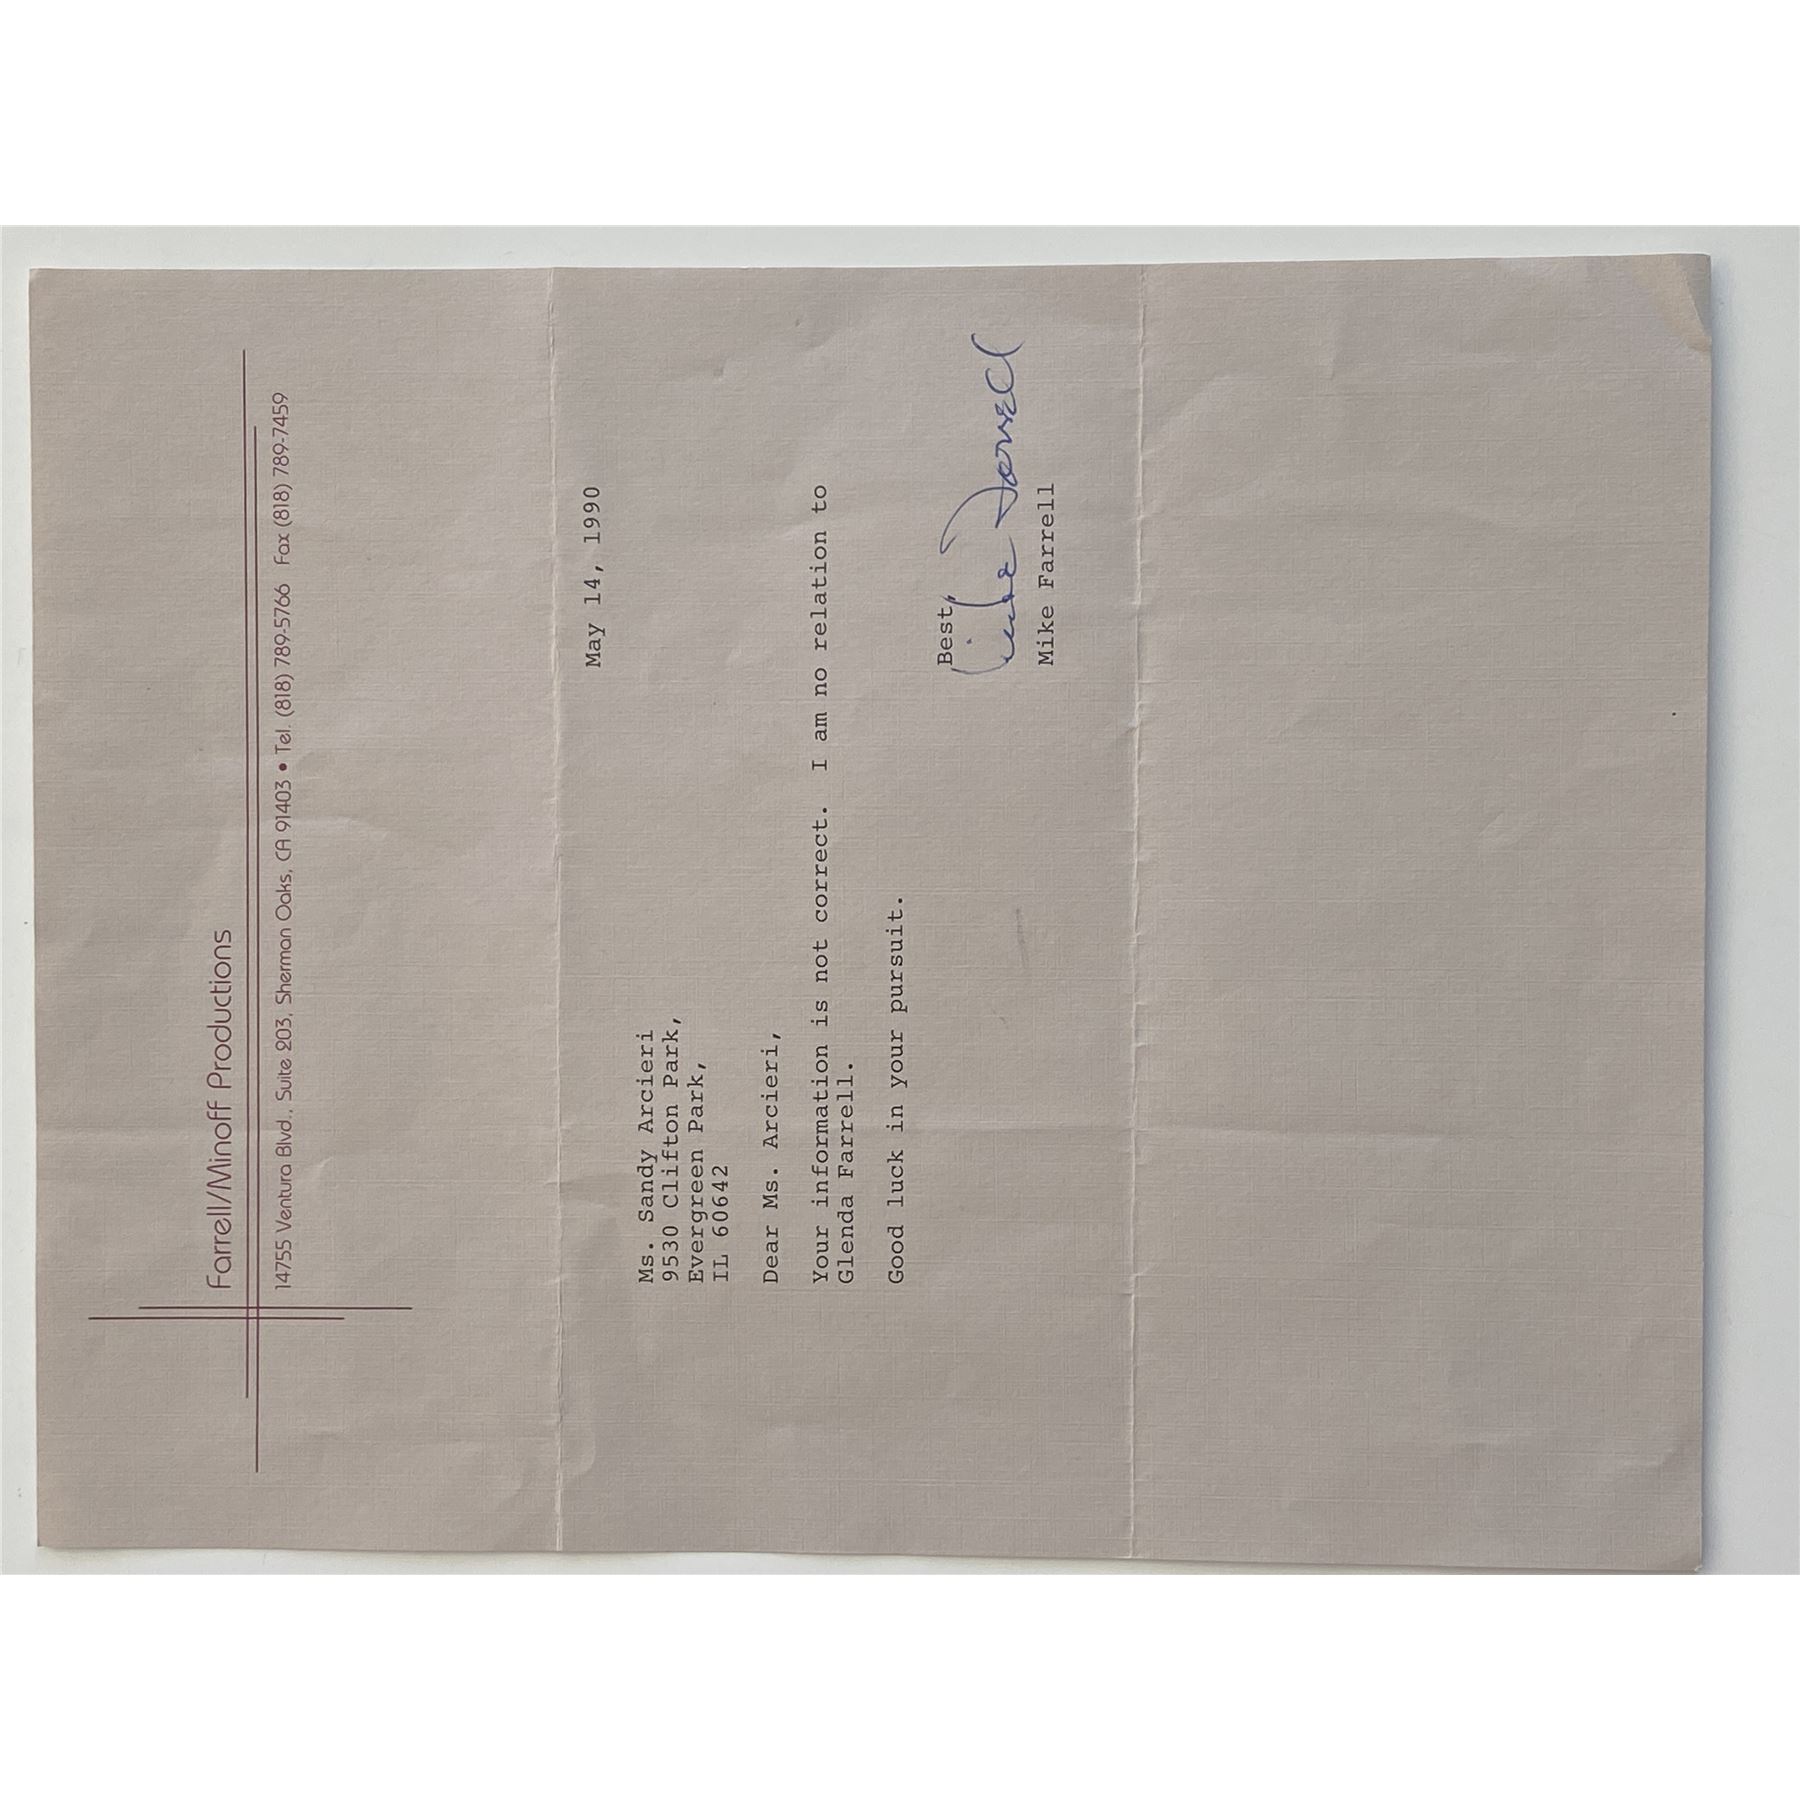 Farrell/Minoff Productions
14755 Ventura Blvd., Suite 203, Sherman Oaks, CA 91403 • Tel. (818) 789-5766 Fax (818) 789-7459
May 14, 1990
Ms. Sandy Arcieri
9530 Clifton Park,
Evergreen Park,
IL 60642
Dear Ms. Arcieri,
Your information is not correct. I am no relation to
Glenda Farrell.
Good luck in your pursuit.
Best,
Mike Farrell
Mike Farrell